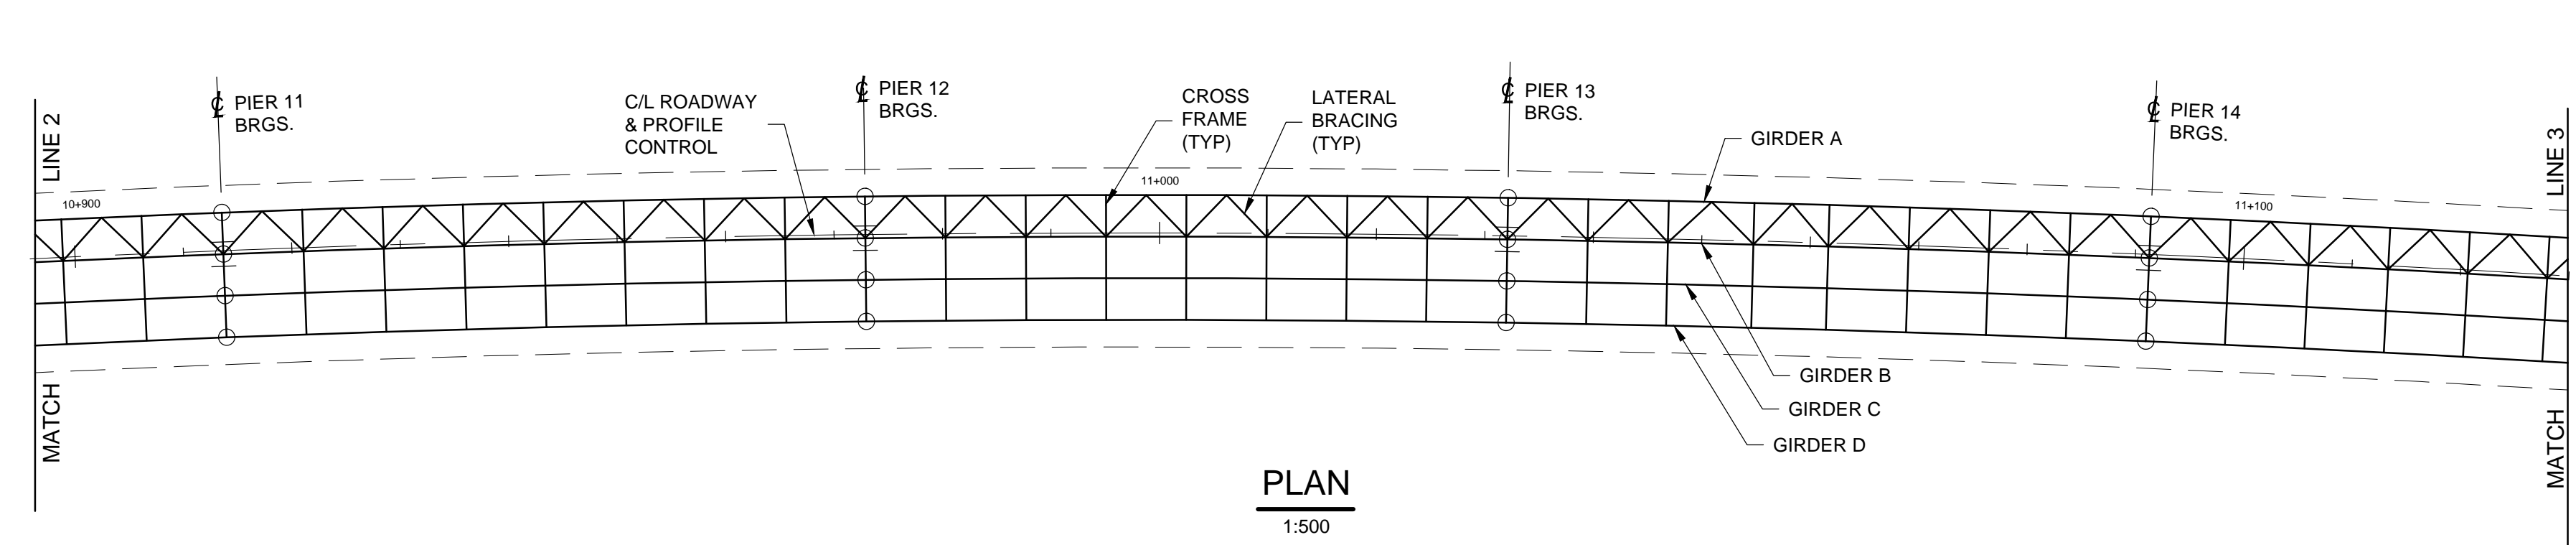 LINE 2
MATCH
℄ PIER 11
BRGS.
10+900
C/L ROADWAY
& PROFILE
CONTROL
℄ PIER 12
BRGS.
CROSS
FRAME
(TYP)
LATERAL
BRACING
(TYP)
11+000
℄ PIER 13
BRGS.
GIRDER A
℄ PIER 14
BRGS.
11+100
LINE 3
MATCH
GIRDER B
GIRDER C
GIRDER D
PLAN
1:500